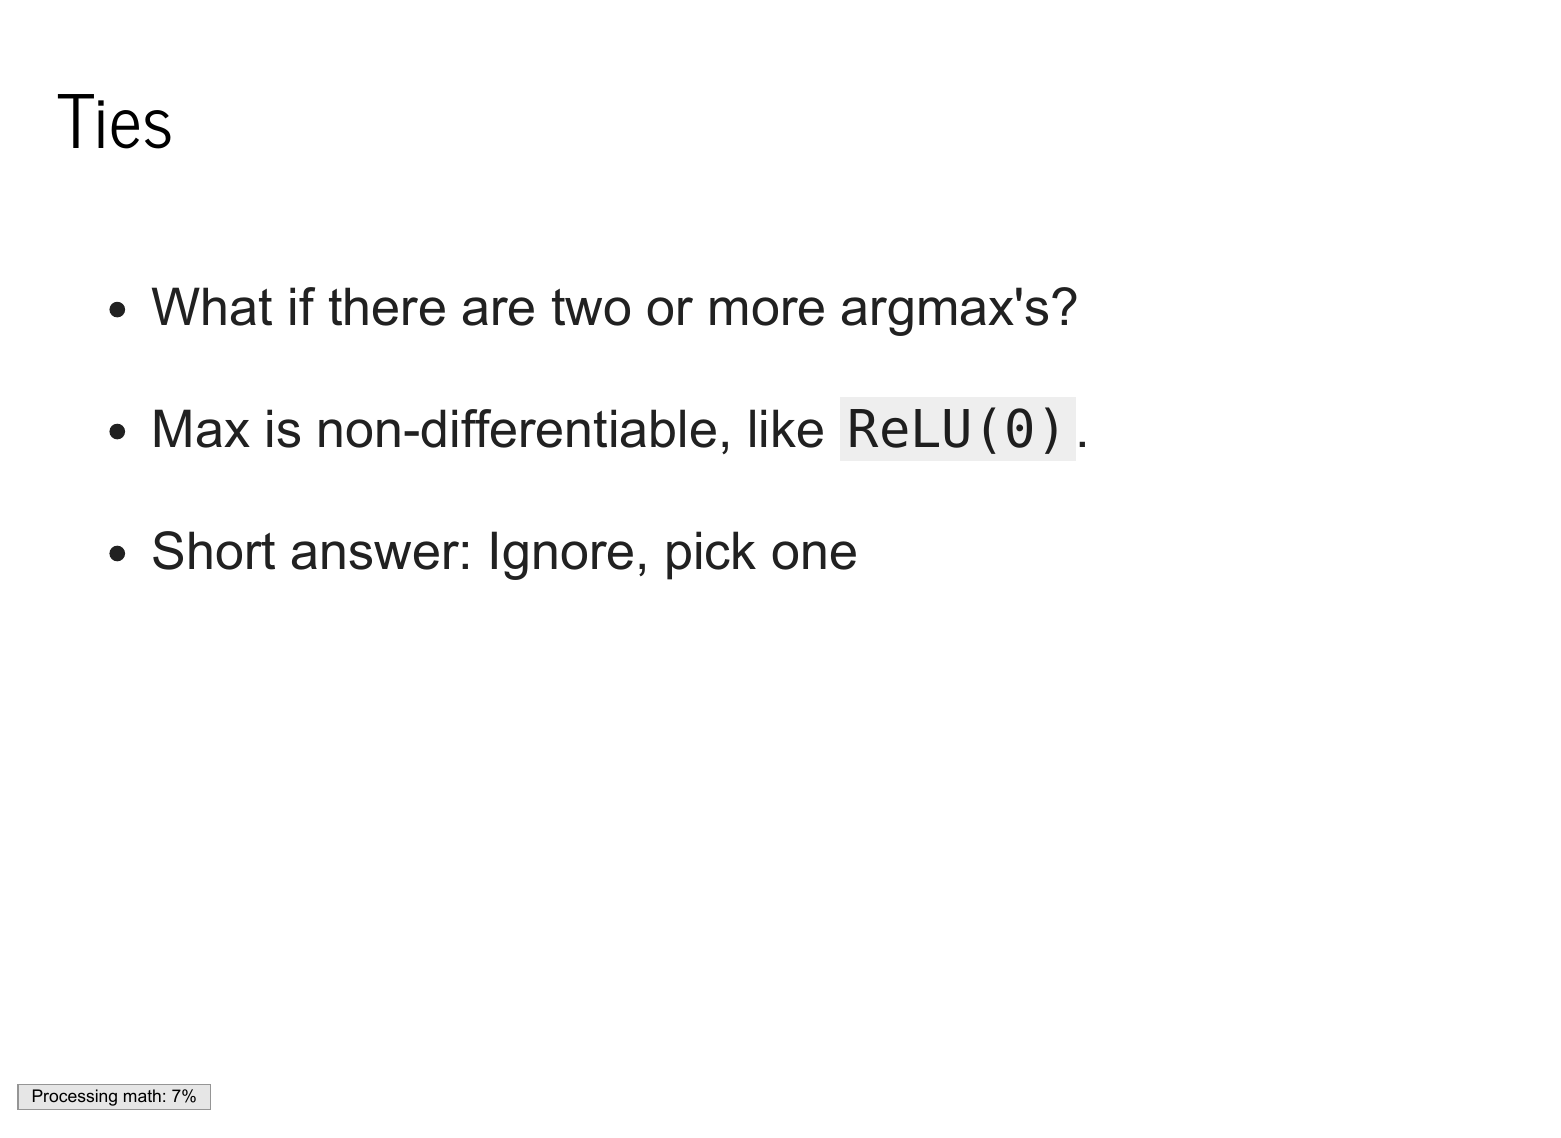 Ties
What if there are two or more argmax's?
Max is non-differentiable, like ReLU(0).
Short answer: Ignore, pick one
Processing math: 7%